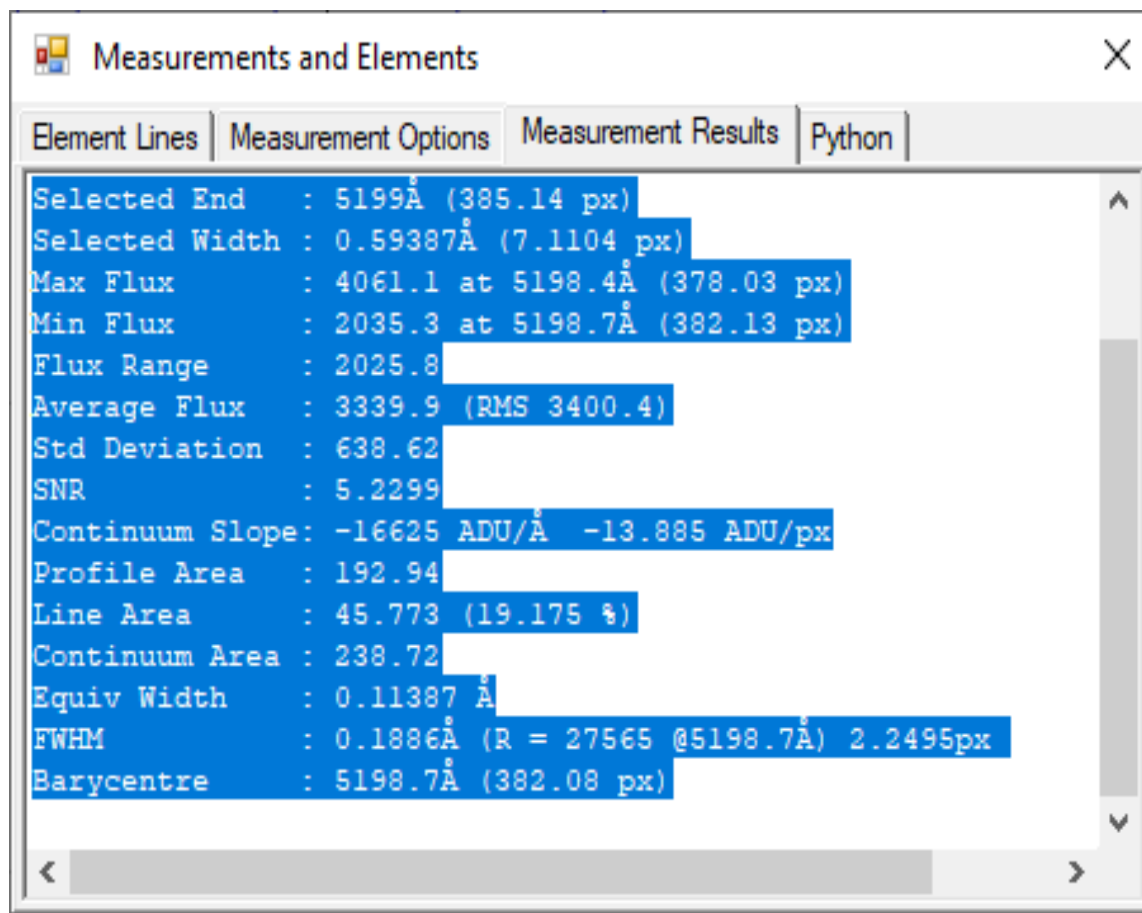 Measurements and Elements
Element Lines Measurement Options Measurement Results Python
Selected End   : 5199Å (385.14 px)
Selected Width : 0.59387Å (7.1104 px)
Max Flux       : 4061.1 at 5198.4Å (378.03 px)
Min Flux       : 2035.3 at 5198.7Å (382.13 px)
Flux Range     : 2025.8
Average Flux   : 3339.9 (RMS 3400.4)
Std Deviation  : 638.62
SNR            : 5.2299
Continuum Slope: -16625 ADU/Å  -13.885 ADU/px
Profile Area   : 192.94
Line Area      : 45.773 (19.175 %)
Continuum Area : 238.72
Equiv Width    : 0.11387 Å
FWHM           : 0.1886Å (R = 27565 @5198.7Å) 2.2495px
Barycentre     : 5198.7Å (382.08 px)